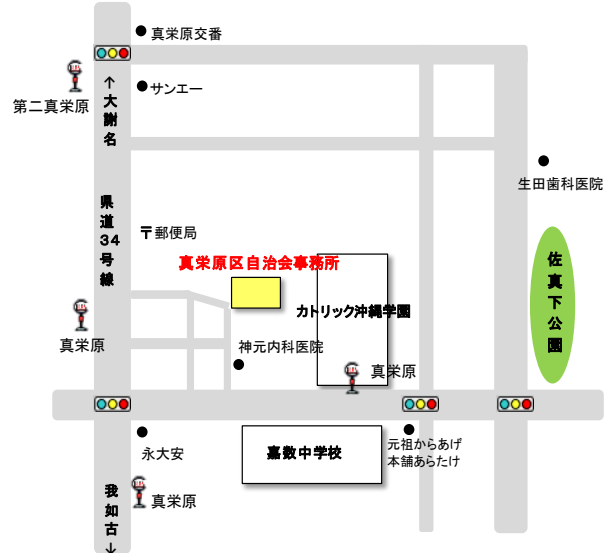 真栄原交番
第二真栄原
↑大謝名
サンエー
生田歯科医院
県道34号線
〒郵便局
真栄原区自治会事務所
佐真下公園
カトリック沖縄学園
真栄原
神元内科医院
真栄原
永大安
嘉数中学校
元祖からあげ
本舗あらたけ
我如古↓
真栄原